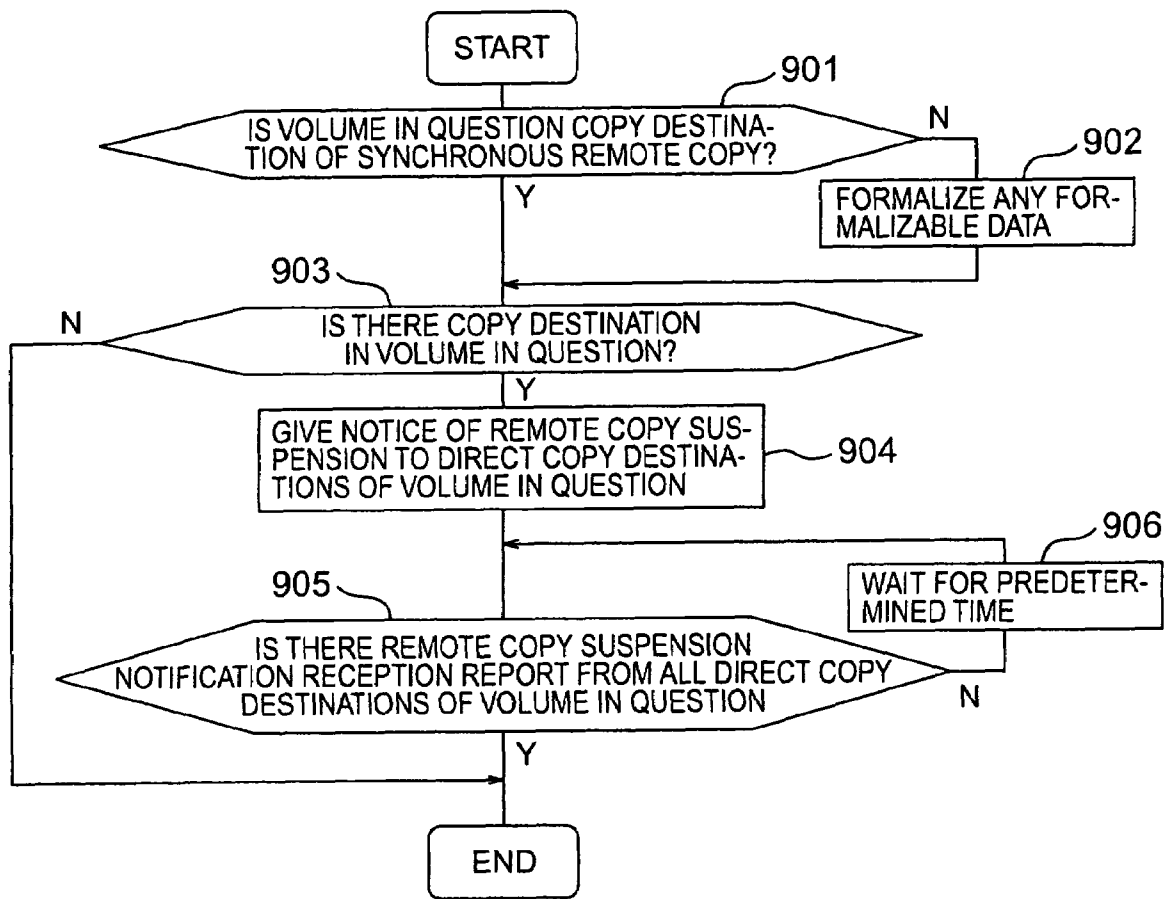 START
901
IS VOLUME IN QUESTION COPY DESTINA-
TION OF SYNCHRONOUS REMOTE COPY?
N
Y
902
FORMALIZE ANY FOR-
MALIZABLE DATA
903
N
IS THERE COPY DESTINATION
IN VOLUME IN QUESTION?
Y
GIVE NOTICE OF REMOTE COPY SUS-
PENSION TO DIRECT COPY DESTINA-
TIONS OF VOLUME IN QUESTION
904
906
WAIT FOR PREDETER-
MINED TIME
905
IS THERE REMOTE COPY SUSPENSION
NOTIFICATION RECEPTION REPORT FROM ALL DIRECT COPY
DESTINATIONS OF VOLUME IN QUESTION
N
Y
END